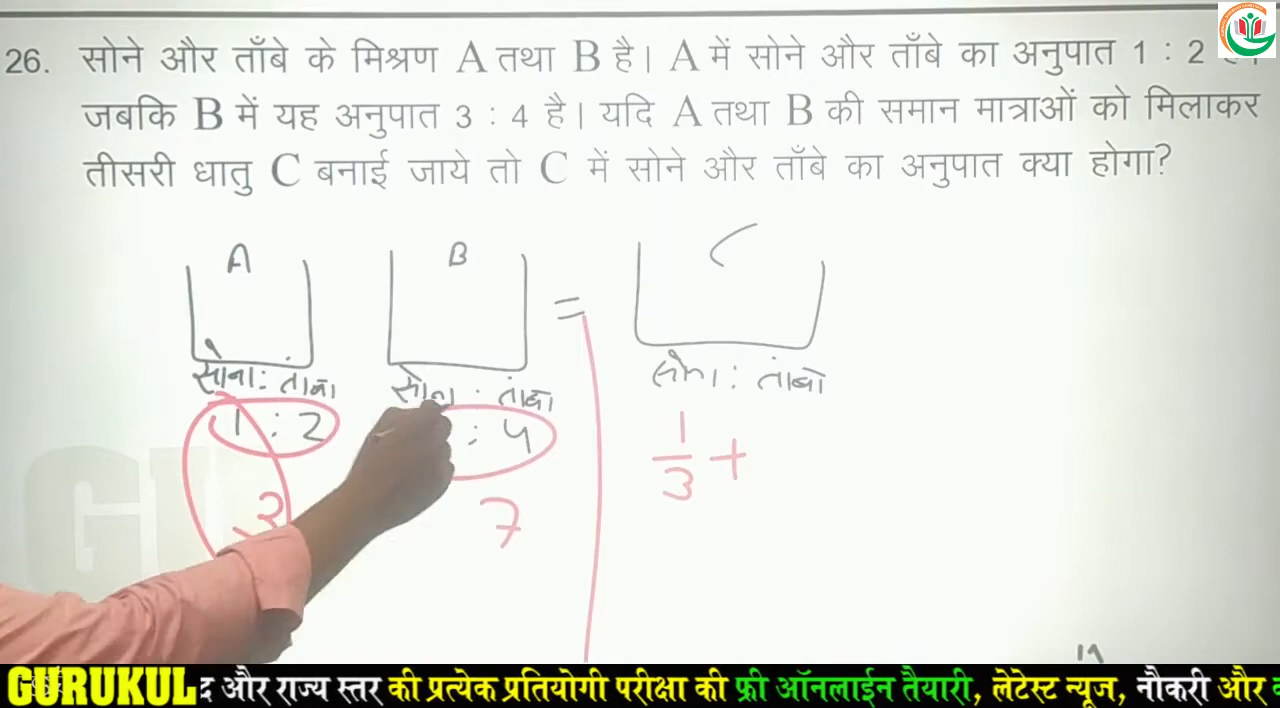 26. सोने और ताँबे के मिश्रण A तथा B है। A में सोने और ताँबे का अनुपात 1 : 2
जबकि B में यह अनुपात 3 : 4 है। यदि A तथा B की समान मात्राओं को मिलाकर
तीसरी धातु C बनाई जाये तो C में सोने और ताँबे का अनुपात क्या होगा?
A B C
=
सोना : तांबा सोना : तांबा सोना : तांबा
1 : 2 : 4 1/3 +
3 7
19
GURUKUL द और राज्य स्तर की प्रत्येक प्रतियोगी परीक्षा की फ्री ऑनलाईन तैयारी, लेटेस्ट न्यूज, नौकरी और